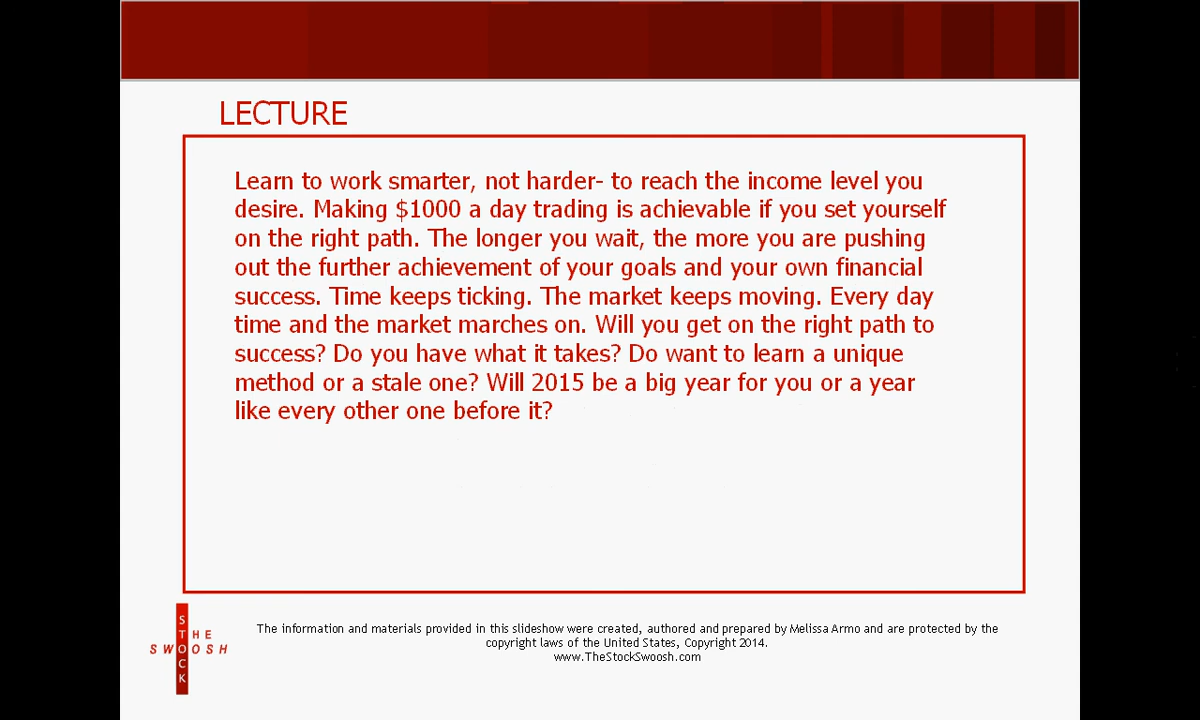 LECTURE
Learn to work smarter, not harder- to reach the income level you
desire. Making $1000 a day trading is achievable if you set yourself
on the right path. The longer you wait, the more you are pushing
out the further achievement of your goals and your own financial
success. Time keeps ticking. The market keeps moving. Every day
time and the market marches on. Will you get on the right path to
success? Do you have what it takes? Do want to learn a unique
method or a stale one? Will 2015 be a big year for you or a year
like every other one before it?
THE
STOCK
SWOOSH
The information and materials provided in this slideshow were created, authored and prepared by Melissa Armo and are protected by the
copyright laws of the United States, Copyright 2014.
www.TheStockSwoosh.com